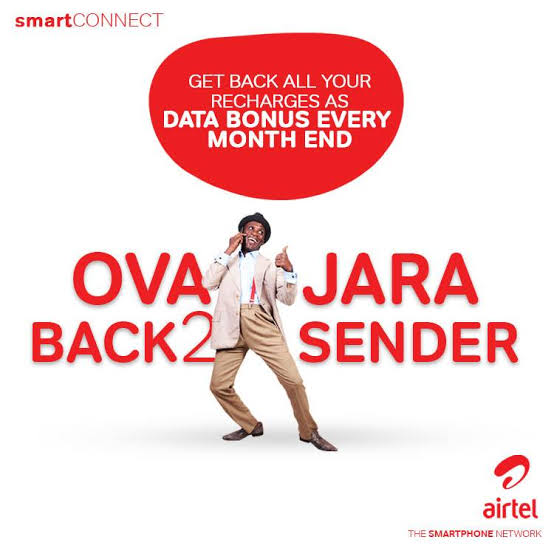 smartCONNECT
GET BACK ALL YOUR
RECHARGES AS
DATA BONUS EVERY
MONTH END
OVA JARA
BACK2 SENDER
airtel
THE SMARTPHONE NETWORK